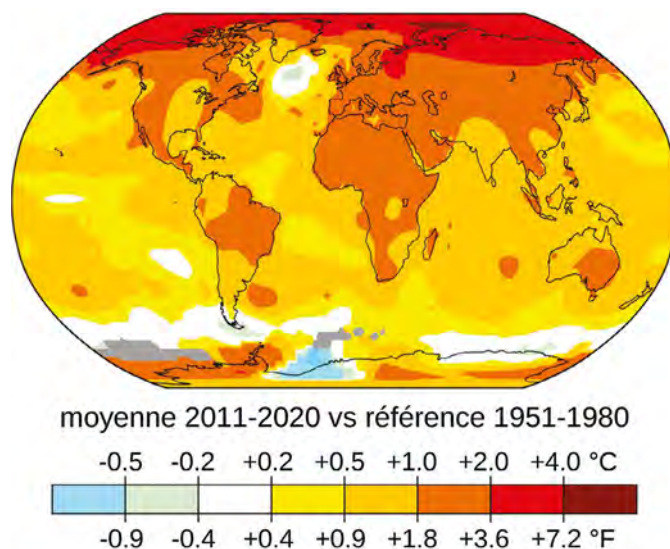 moyenne 2011-2020 vs référence 1951-1980
-0.5 -0.2 +0.2 +0.5 +1.0 +2.0 +4.0 °C
-0.9 -0.4 +0.4 +0.9 +1.8 +3.6 +7.2 °F